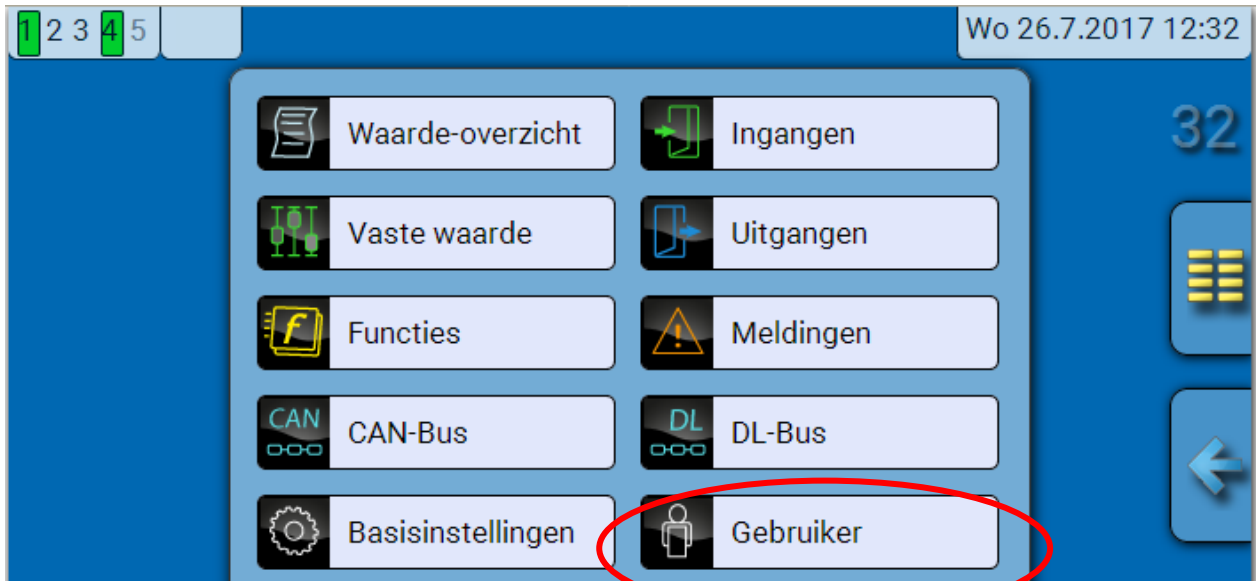 1 2 3 4 5
Wo 26.7.2017 12:32
32
Waarde-overzicht
Ingangen
Vaste waarde
Uitgangen
f Functies
Meldingen
CAN CAN-Bus
DL DL-Bus
Basisinstellingen
Gebruiker